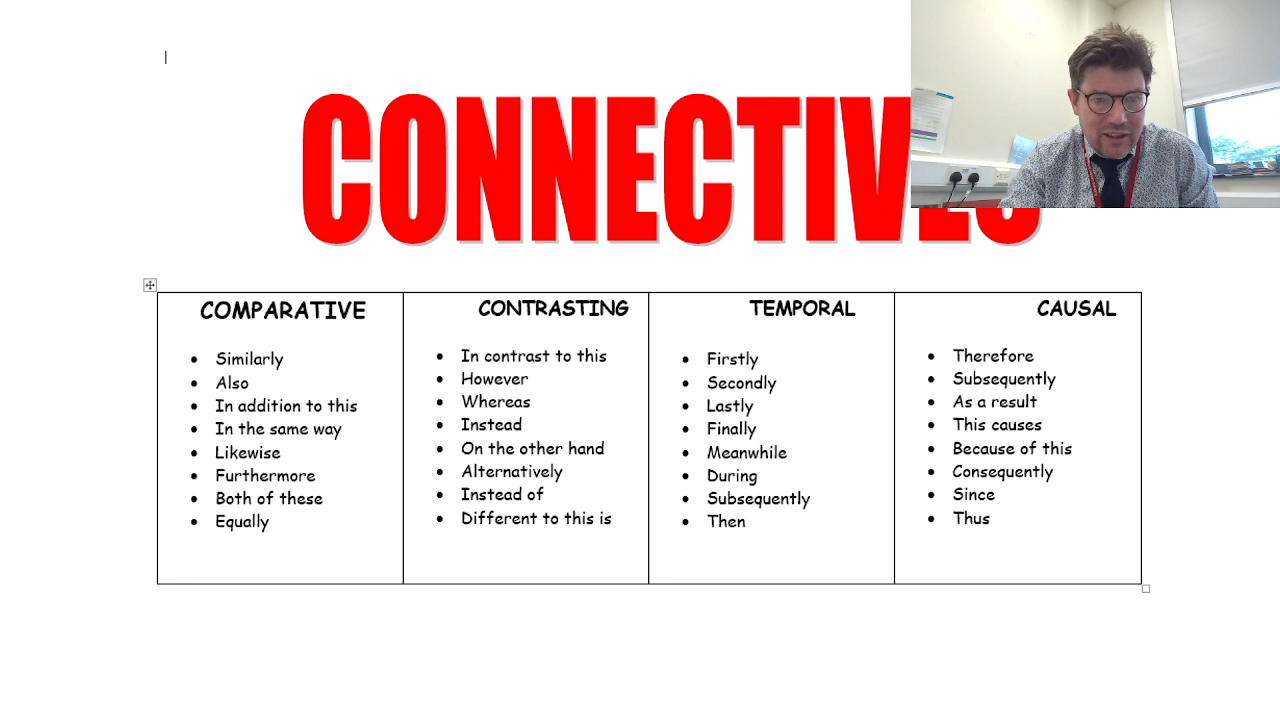 CONNECTIVES
COMPARATIVE
Similarly
Also
In addition to this
In the same way
Likewise
Furthermore
Both of these
Equally
CONTRASTING
In contrast to this
However
Whereas
Instead
On the other hand
Alternatively
Instead of
Different to this is
TEMPORAL
Firstly
Secondly
Lastly
Finally
Meanwhile
During
Subsequently
Then
CAUSAL
Therefore
Subsequently
As a result
This causes
Because of this
Consequently
Since
Thus